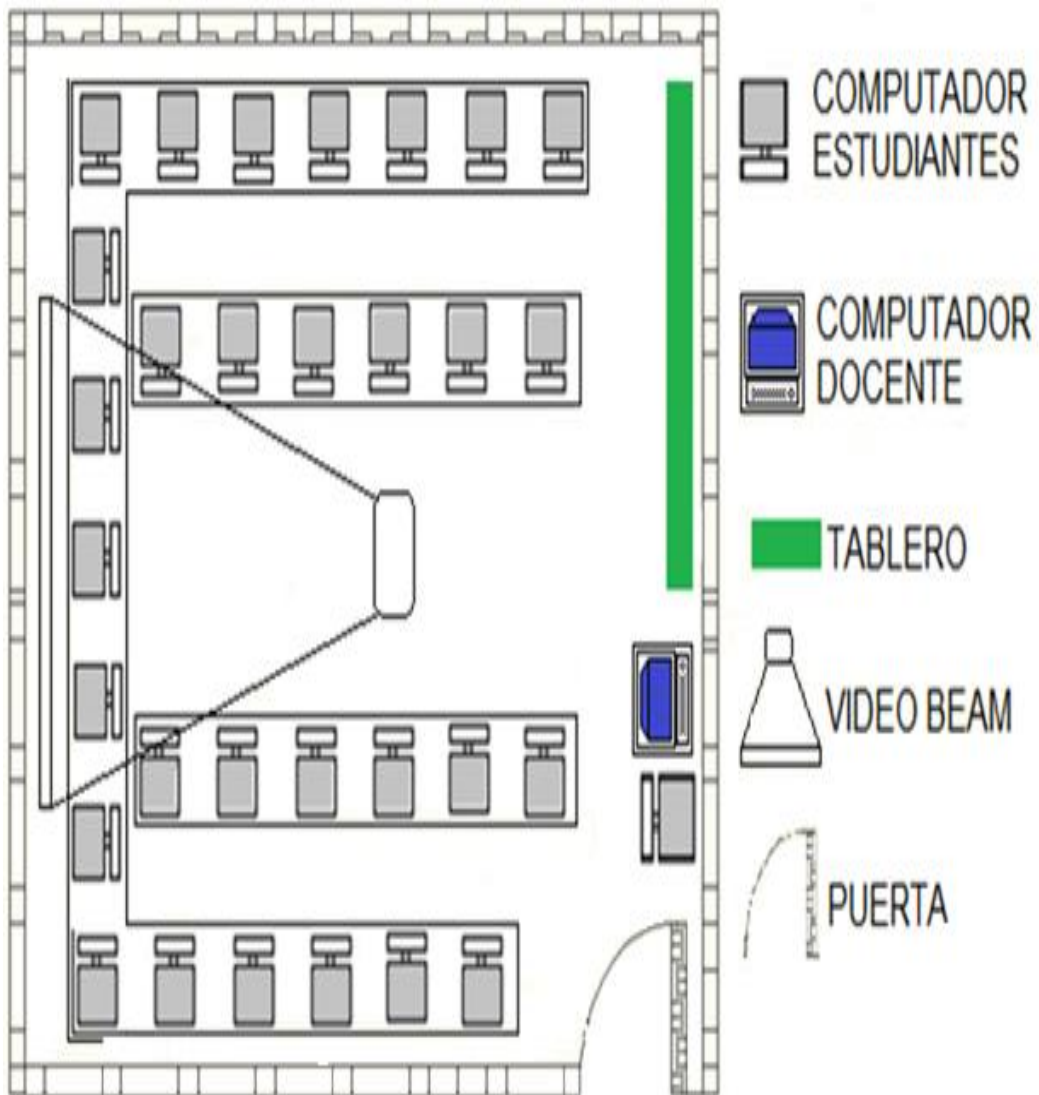 COMPUTADOR
ESTUDIANTES
COMPUTADOR
DOCENTE
TABLERO
VIDEO BEAM
PUERTA